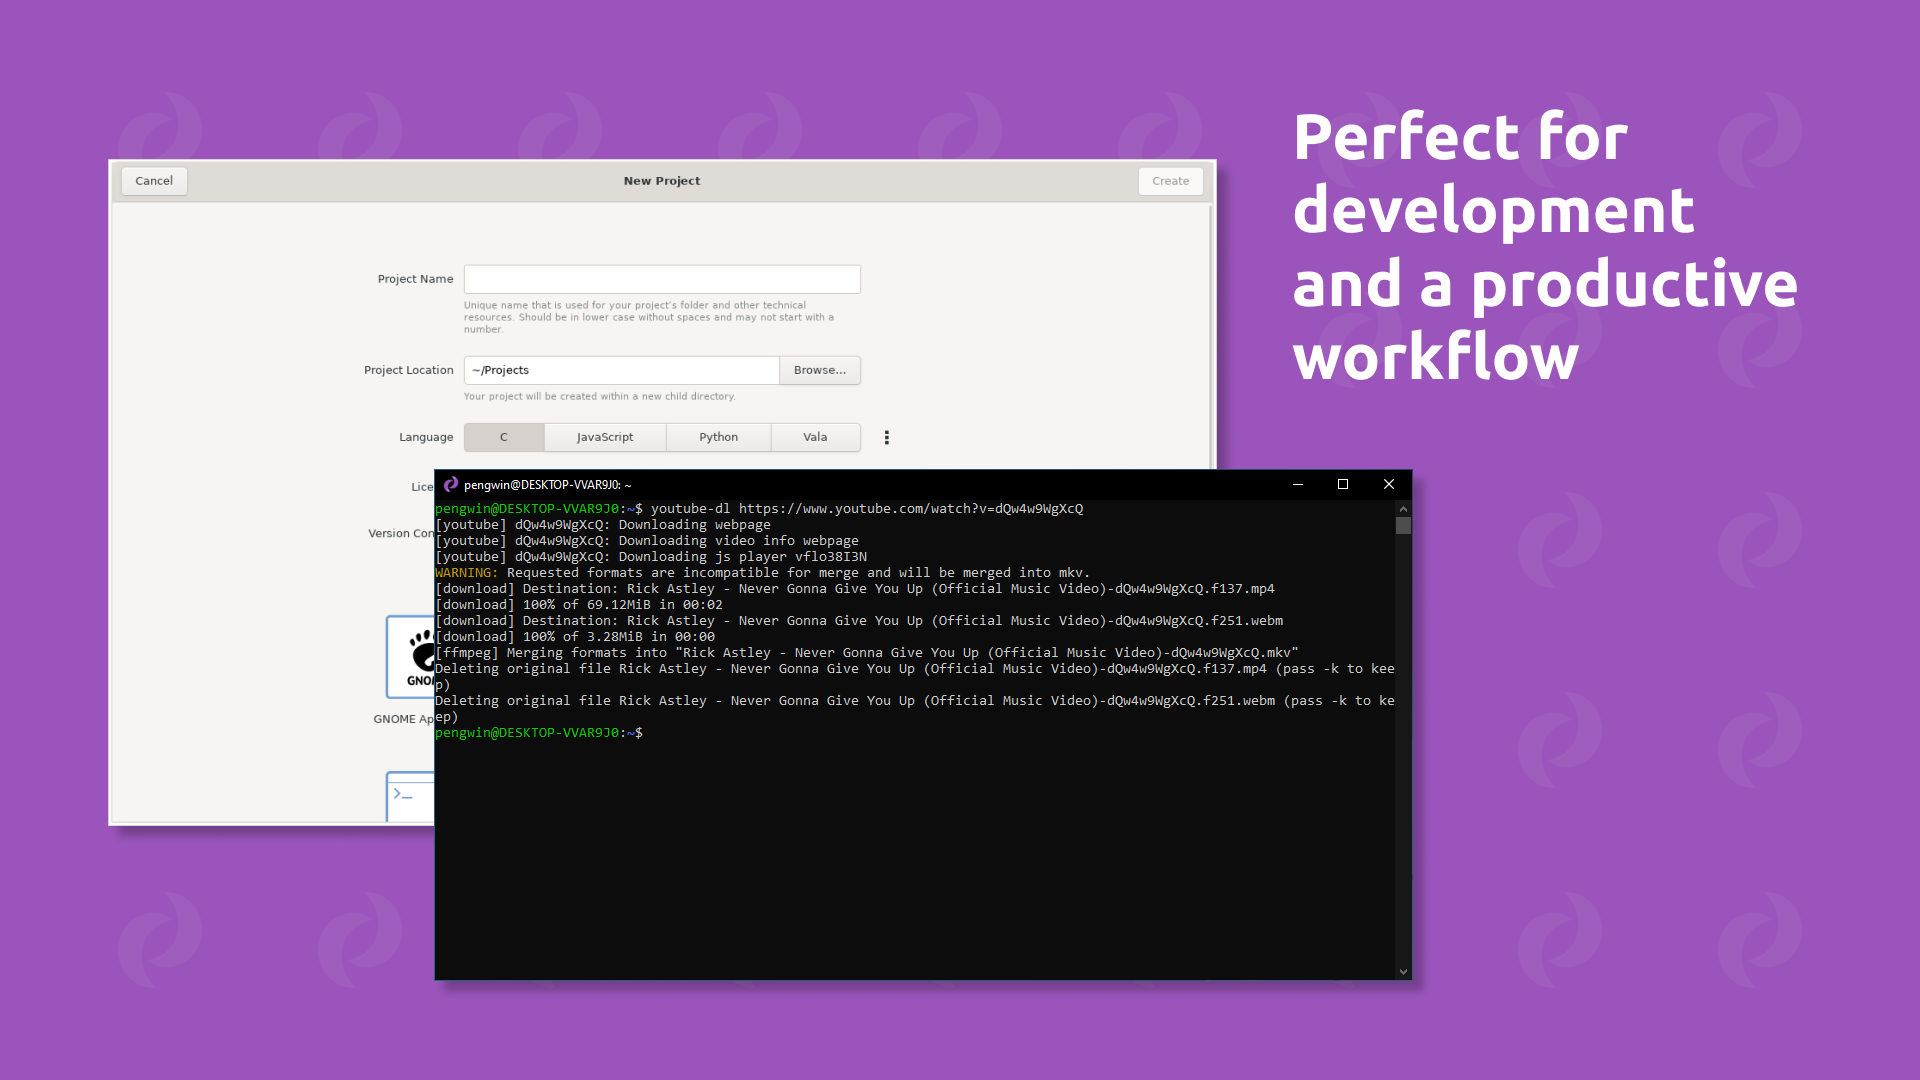 Perfect for
development
and a productive
workflow
Cancel
New Project
Create
Project Name
Unique name that is used for your project's folder and other technical
resources. Should be in lower case without spaces and may not start with a
number.
Project Location
~/Projects
Browse...
Your project will be created within a new child directory.
Language
C
JavaScript
Python
Vala
Lice
Version Con
GNO
GNOME Ap
>_
pengwin@DESKTOP-VVAR9J0: ~
pengwin@DESKTOP-VVAR9J0:~$ youtube-dl https://www.youtube.com/watch?v=dQw4w9WgXcQ
[youtube] dQw4w9WgXcQ: Downloading webpage
[youtube] dQw4w9WgXcQ: Downloading video info webpage
[youtube] dQw4w9WgXcQ: Downloading js player vflo38I3N
WARNING: Requested formats are incompatible for merge and will be merged into mkv.
[download] Destination: Rick Astley - Never Gonna Give You Up (Official Music Video)-dQw4w9WgXcQ.f137.mp4
[download] 100% of 69.12MiB in 00:02
[download] Destination: Rick Astley - Never Gonna Give You Up (Official Music Video)-dQw4w9WgXcQ.f251.webm
[download] 100% of 3.28MiB in 00:00
[ffmpeg] Merging formats into "Rick Astley - Never Gonna Give You Up (Official Music Video)-dQw4w9WgXcQ.mkv"
Deleting original file Rick Astley - Never Gonna Give You Up (Official Music Video)-dQw4w9WgXcQ.f137.mp4 (pass -k to kee
p)
Deleting original file Rick Astley - Never Gonna Give You Up (Official Music Video)-dQw4w9WgXcQ.f251.webm (pass -k to ke
ep)
pengwin@DESKTOP-VVAR9J0:~$